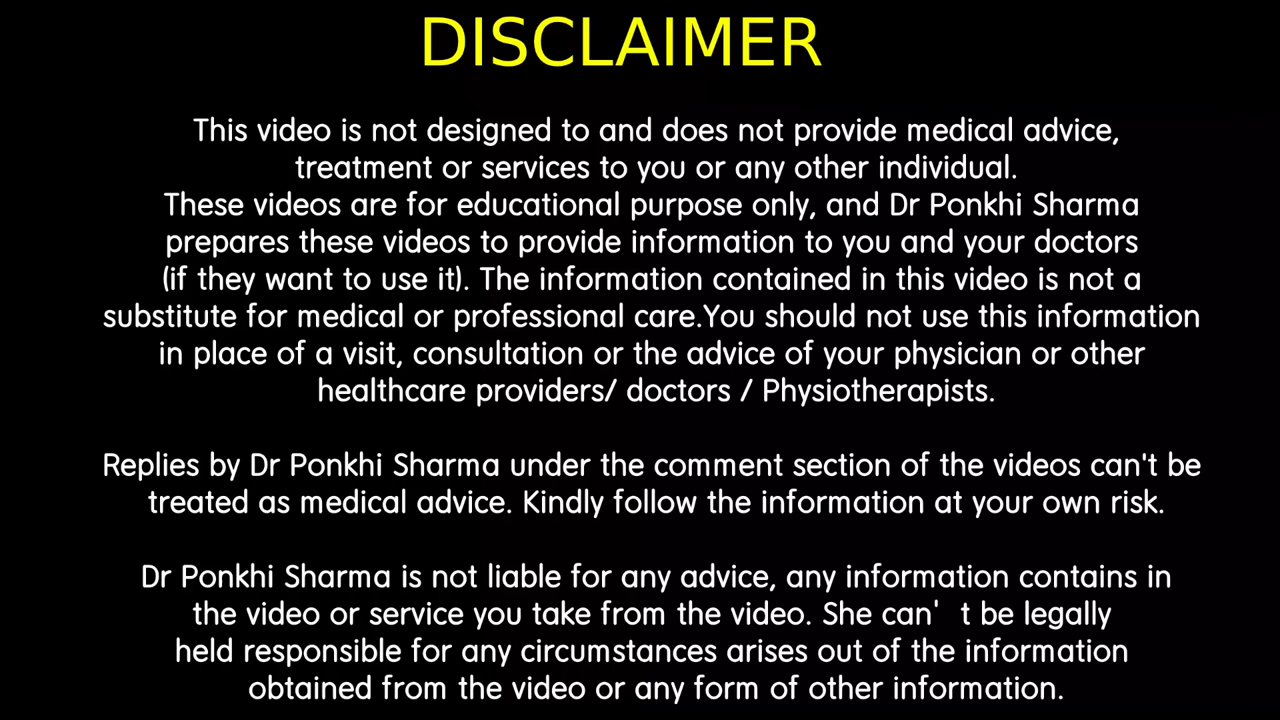 DISCLAIMER
This video is not designed to and does not provide medical advice,
treatment or services to you or any other individual.
These videos are for educational purpose only, and Dr Ponkhi Sharma
prepares these videos to provide information to you and your doctors
(if they want to use it). The information contained in this video is not a
substitute for medical or professional care.You should not use this information
in place of a visit, consultation or the advice of your physician or other
healthcare providers/ doctors / Physiotherapists.
Replies by Dr Ponkhi Sharma under the comment section of the videos can't be
treated as medical advice. Kindly follow the information at your own risk.
Dr Ponkhi Sharma is not liable for any advice, any information contains in
the video or service you take from the video. She can' t be legally
held responsible for any circumstances arises out of the information
obtained from the video or any form of other information.